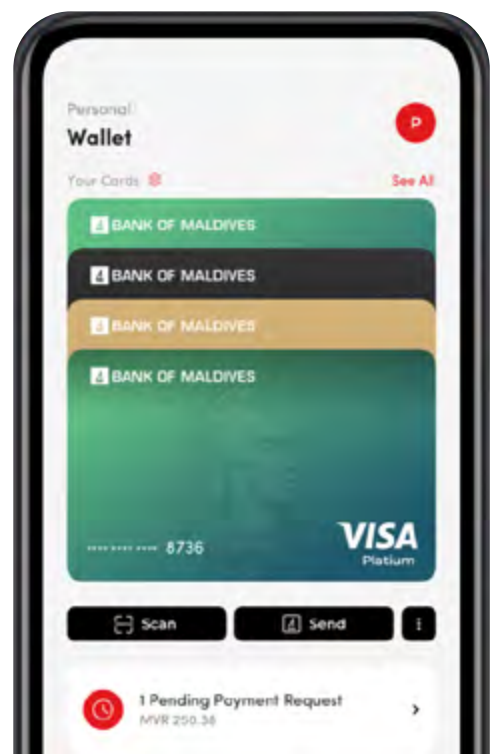 Personal
Wallet
P
Your Cards
See All
BANK OF MALDIVES
BANK OF MALDIVES
BANK OF MALDIVES
BANK OF MALDIVES
•••• •••• •••• 8736
VISA
Platium
Scan
Send
1 Pending Payment Request
MVR 250.38